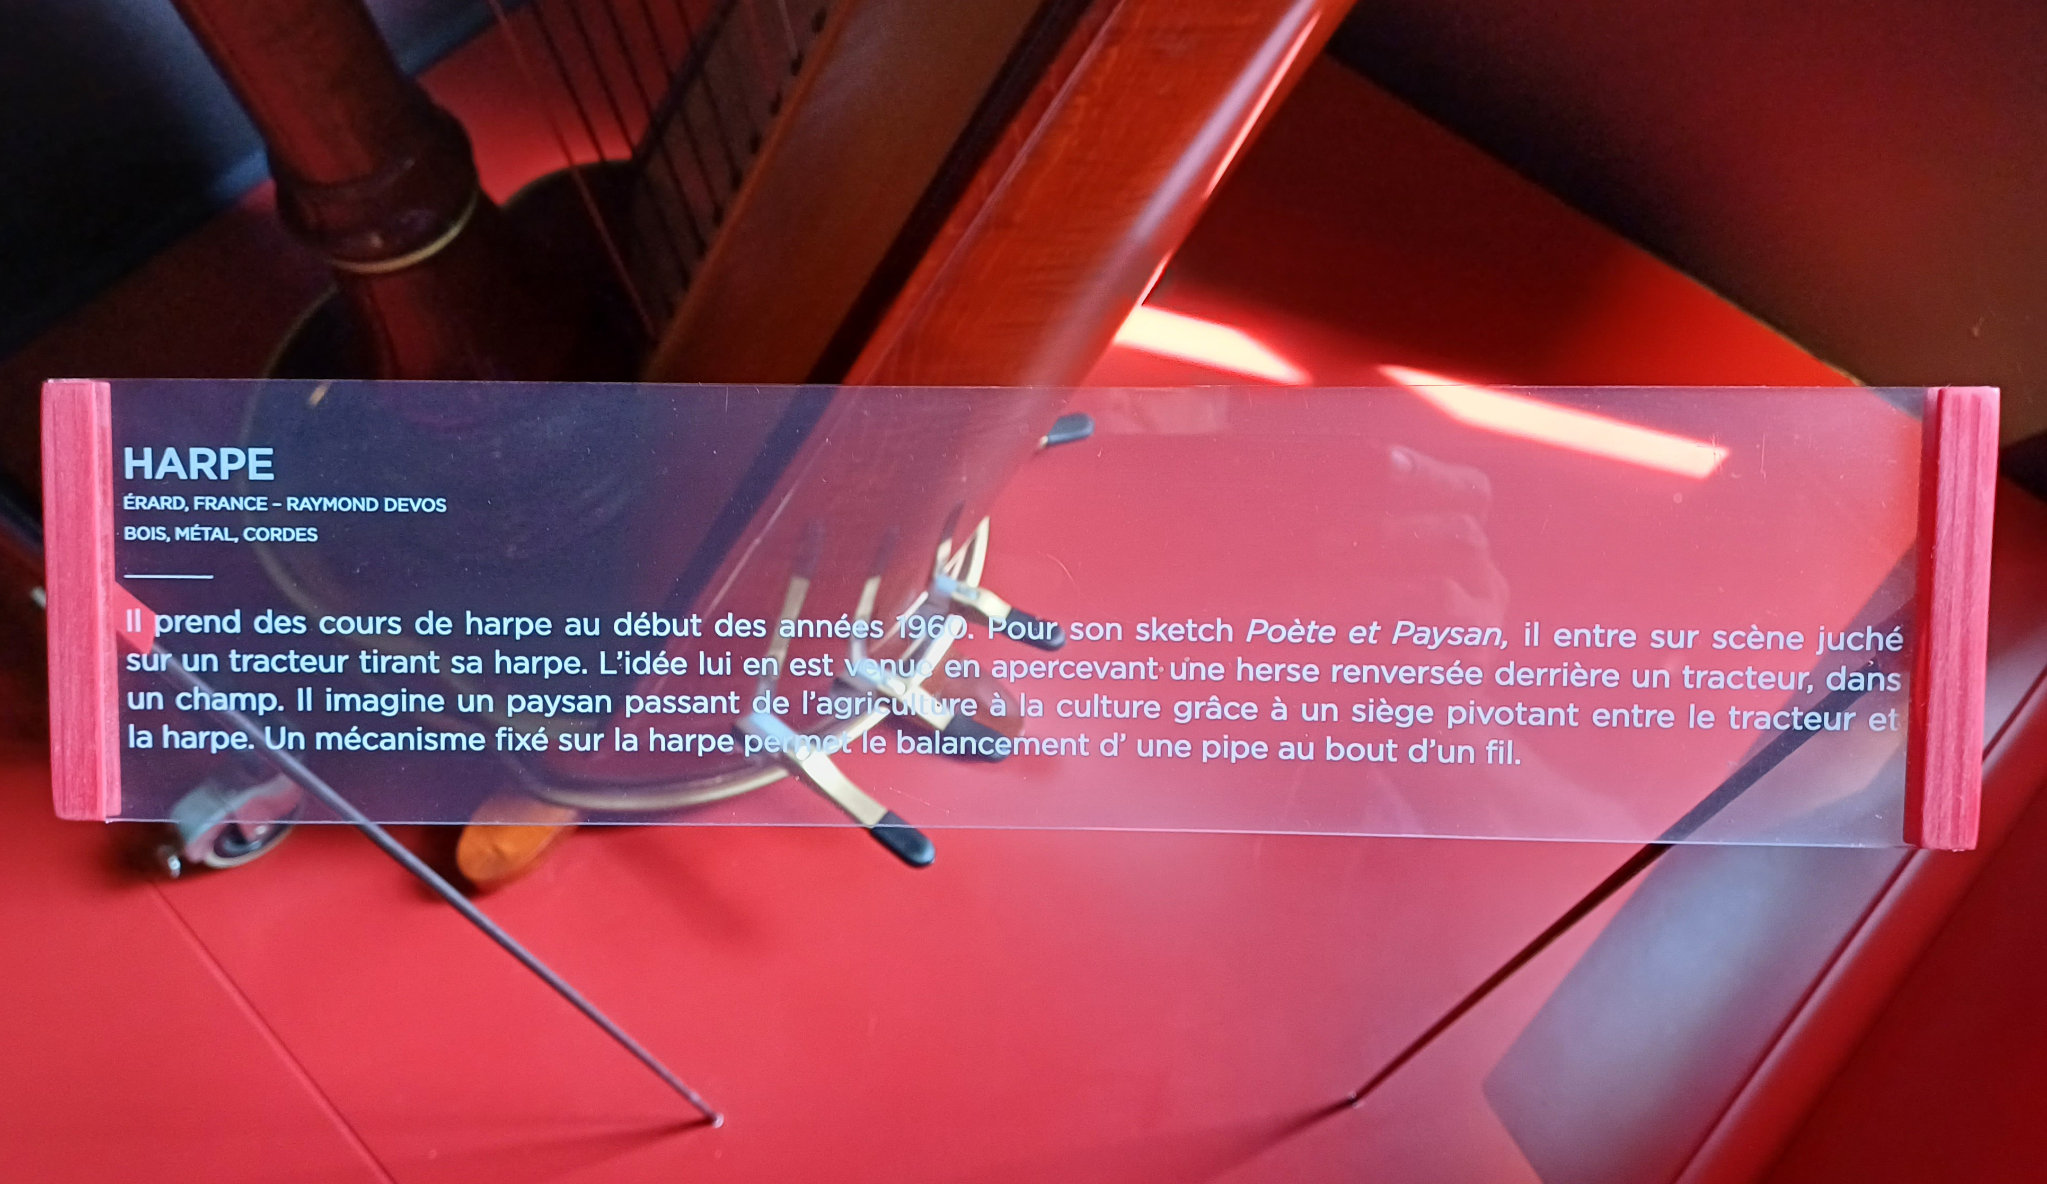 HARPE
ÉRARD, FRANCE – RAYMOND DEVOS
BOIS, MÉTAL, CORDES
Il prend des cours de harpe au début des années 1960. Pour son sketch Poète et Paysan, il entre sur scène juché
sur un tracteur tirant sa harpe. L'idée lui en est venue en apercevant une herse renversée derrière un tracteur, dans
un champ. Il imagine un paysan passant de l'agriculture à la culture grâce à un siège pivotant entre le tracteur et
la harpe. Un mécanisme fixé sur la harpe permet le balancement d' une pipe au bout d'un fil.